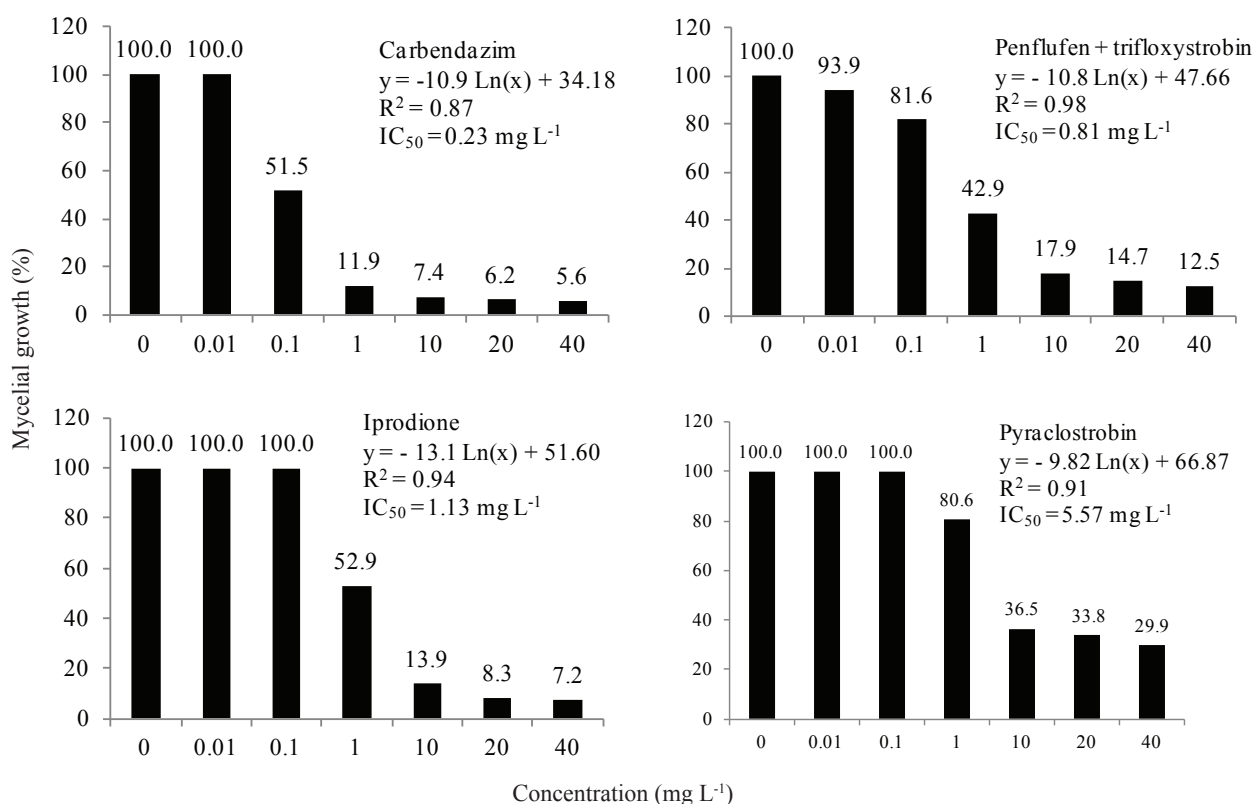 Mycelial growth (%)
120
100
80
60
40
20
0
100.0 100.0 51.5 11.9 7.4 6.2 5.6
Carbendazim
y = -10.9 Ln(x) + 34.18
R² = 0.87
IC₅₀ = 0.23 mg L⁻¹
0 0.01 0.1 1 10 20 40
120
100
80
60
40
20
0
100.0 93.9 81.6 42.9 17.9 14.7 12.5
Penflufen + trifloxystrobin
y = - 10.8 Ln(x) + 47.66
R² = 0.98
IC₅₀ = 0.81 mg L⁻¹
0 0.01 0.1 1 10 20 40
120
100
80
60
40
20
0
100.0 100.0 100.0 52.9 13.9 8.3 7.2
Iprodione
y = - 13.1 Ln(x) + 51.60
R² = 0.94
IC₅₀ = 1.13 mg L⁻¹
0 0.01 0.1 1 10 20 40
120
100
80
60
40
20
0
100.0 100.0 100.0 80.6 36.5 33.8 29.9
Pyraclostrobin
y = - 9.82 Ln(x) + 66.87
R² = 0.91
IC₅₀ = 5.57 mg L⁻¹
0 0.01 0.1 1 10 20 40
Concentration (mg L⁻¹)